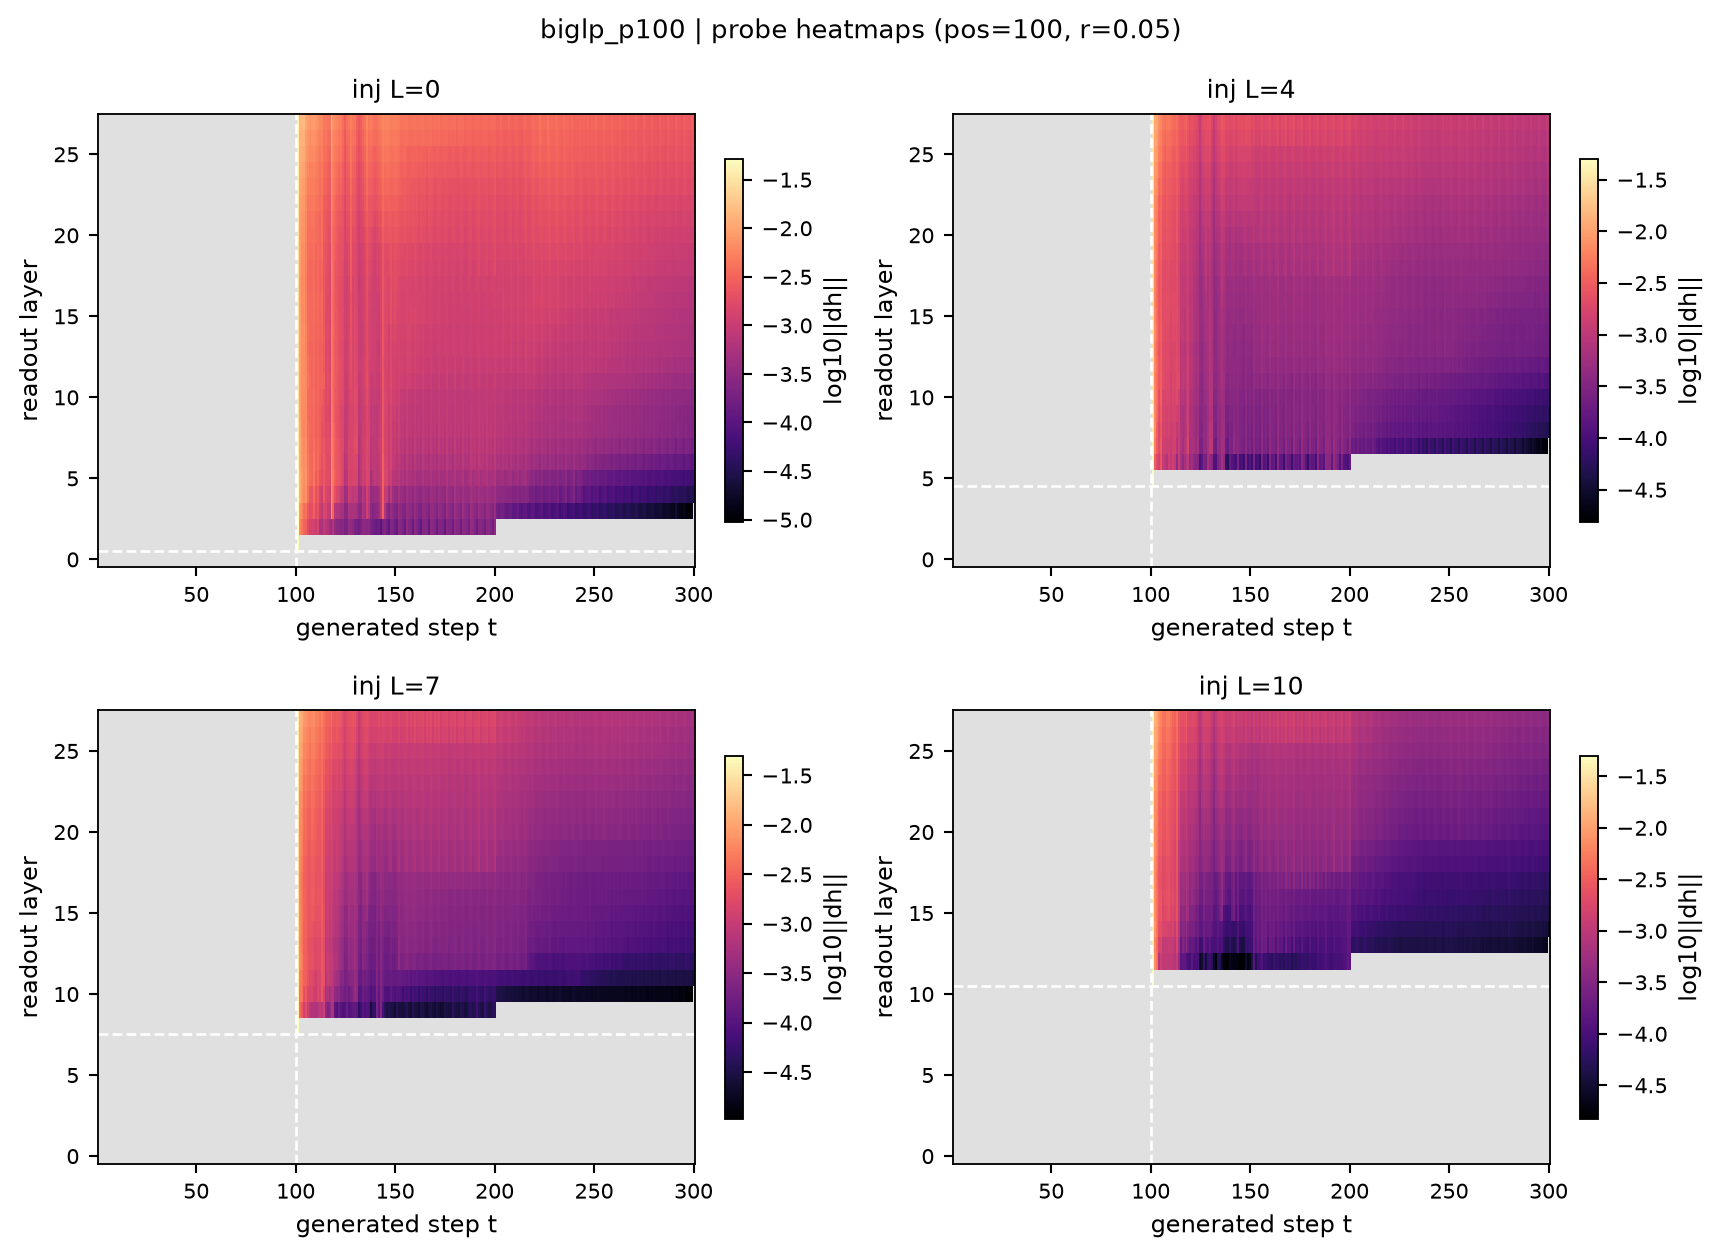 biglp_p100 | probe heatmaps (pos=100, r=0.05)
inj L=0
readout layer
25
20
15
10
5
0
50 100 150 200 250 300
generated step t
−1.5
−2.0
−2.5
−3.0
−3.5
−4.0
−4.5
−5.0
log10||dh||
inj L=4
readout layer
25
20
15
10
5
0
50 100 150 200 250 300
generated step t
−1.5
−2.0
−2.5
−3.0
−3.5
−4.0
−4.5
log10||dh||
inj L=7
readout layer
25
20
15
10
5
0
50 100 150 200 250 300
generated step t
−1.5
−2.0
−2.5
−3.0
−3.5
−4.0
−4.5
log10||dh||
inj L=10
readout layer
25
20
15
10
5
0
50 100 150 200 250 300
generated step t
−1.5
−2.0
−2.5
−3.0
−3.5
−4.0
−4.5
log10||dh||